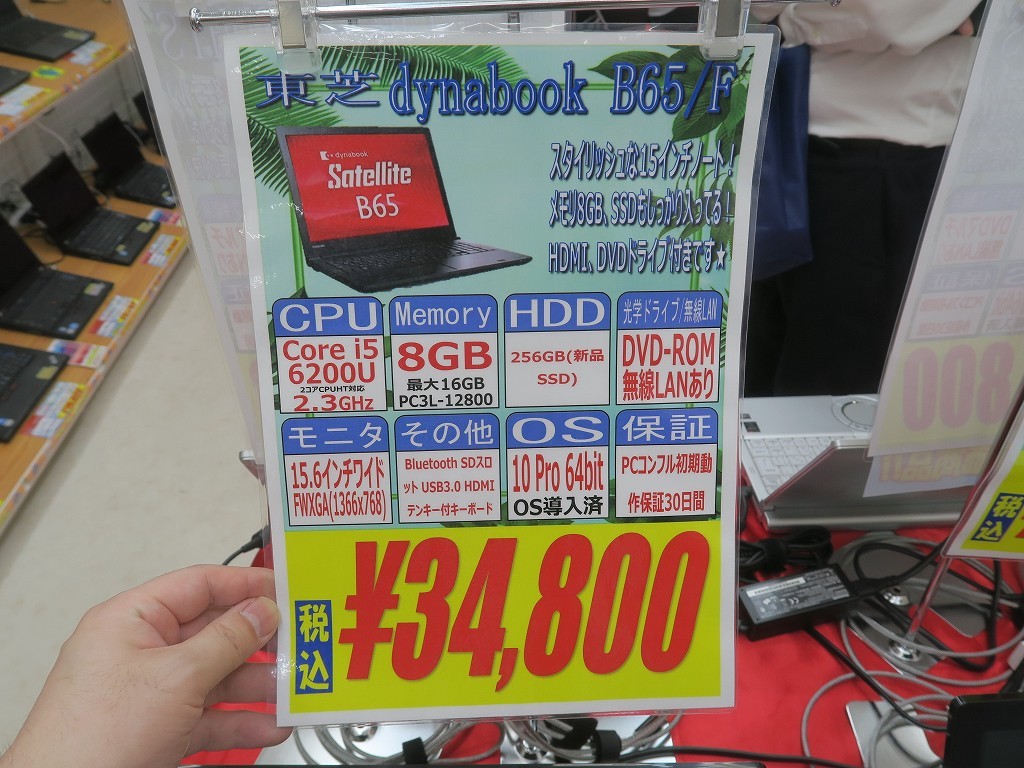 東芝 dynabook B65/F
dynabook
Satellite
B65
スタイリッシュな15インチノート！
メモリ8GB、SSDもしっかり入ってる！
HDMI、DVDドライブ付きです★
CPU
Core i5
6200U
2コアCPUHT対応
2.3GHz
Memory
8GB
最大16GB
PC3L-12800
HDD
256GB(新品
SSD)
光学ドライブ/無線LAN
DVD-ROM
無線LANあり
モニタ
15.6インチワイド
FWXGA(1366x768)
その他
Bluetooth SDスロ
ット USB3.0 HDMI
テンキー付キーボード
OS
10 Pro 64bit
OS導入済
保証
PCコンフル初期動
作保証30日間
税込
¥34,800
税込